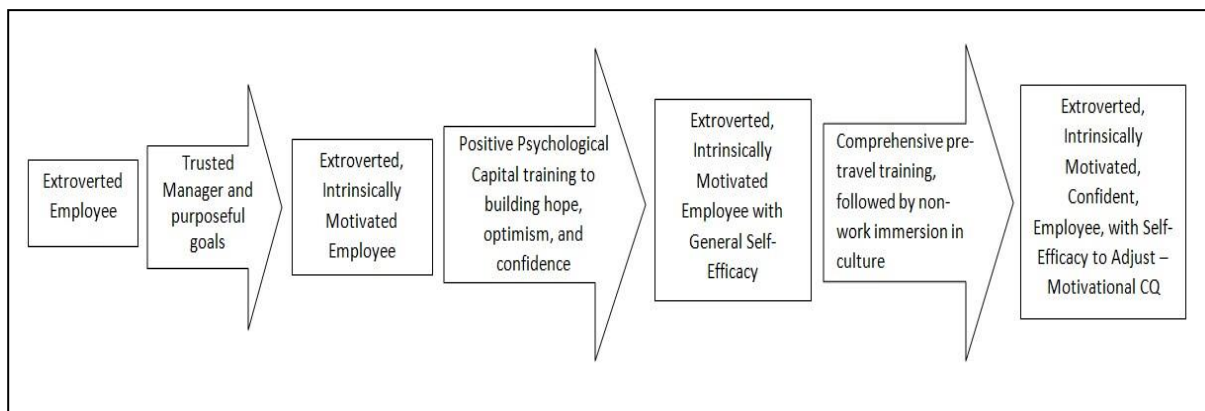 Extroverted
Employee
Trusted
Manager and
purposeful
goals
Extroverted,
Intrinsically
Motivated
Employee
Positive Psychological
Capital training to
building hope,
optimism, and
confidence
Extroverted,
Intrinsically
Motivated
Employee with
General Self-
Efficacy
Comprehensive pre-
travel training,
followed by non-
work immersion in
culture
Extroverted,
Intrinsically
Motivated,
Confident,
Employee, with Self-
Efficacy to Adjust –
Motivational CQ